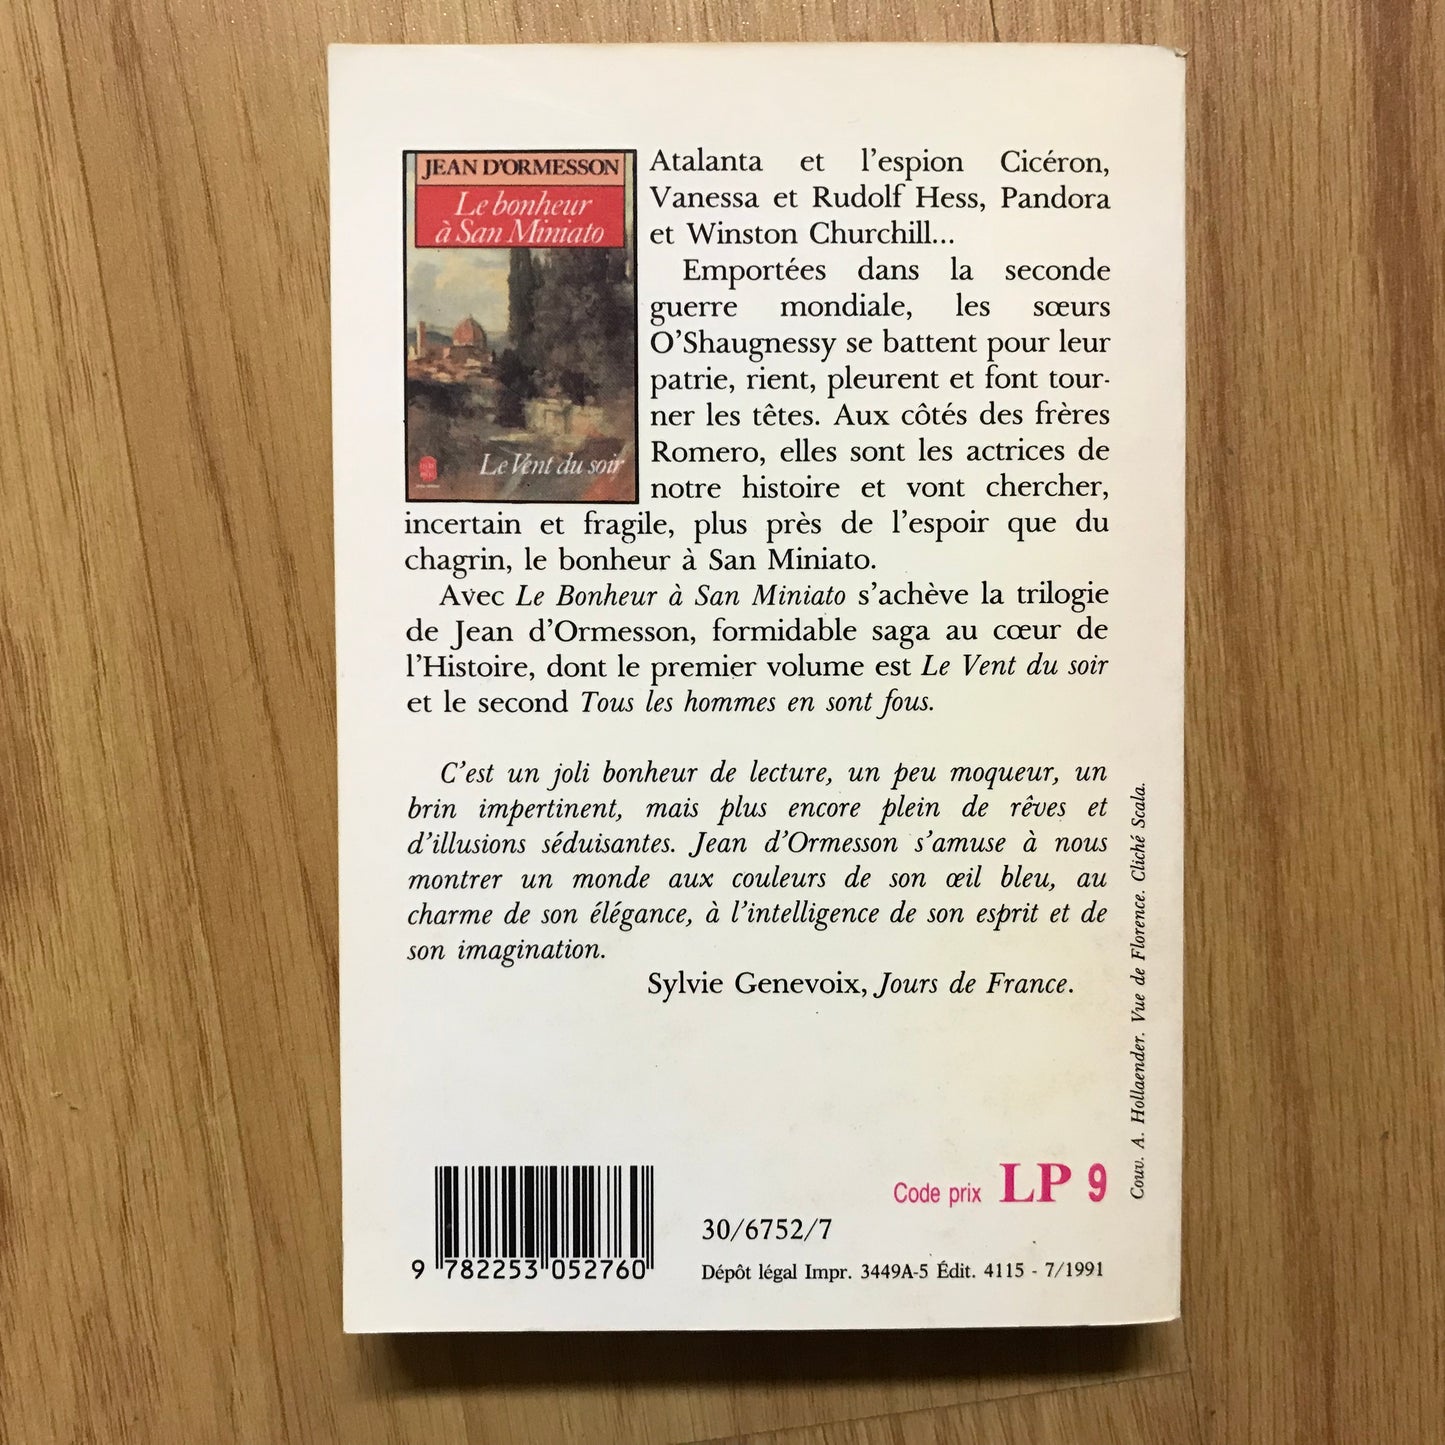 JEAN D'ORMESSON
Le bonheur
à San Miniato
Le Vent du soir
Atalanta et l'espion Cicéron,
Vanessa et Rudolf Hess, Pandora
et Winston Churchill...
Emportées dans la seconde
guerre mondiale, les sœurs
O'Shaugnessy se battent pour leur
patrie, rient, pleurent et font tour-
ner les têtes. Aux côtés des frères
Romero, elles sont les actrices de
notre histoire et vont chercher,
incertain et fragile, plus près de l'espoir que du
chagrin, le bonheur à San Miniato.
Avec Le Bonheur à San Miniato s'achève la trilogie
de Jean d'Ormesson, formidable saga au cœur de
l'Histoire, dont le premier volume est Le Vent du soir
et le second Tous les hommes en sont fous.
C'est un joli bonheur de lecture, un peu moqueur, un
brin impertinent, mais plus encore plein de rêves et
d'illusions séduisantes. Jean d'Ormesson s'amuse à nous
montrer un monde aux couleurs de son œil bleu, au
charme de son élégance, à l'intelligence de son esprit et de
son imagination.
Sylvie Genevoix, Jours de France.
Couv. A. Hollaender. Vue de Florence. Cliché Scala.
Code prix LP 9
30/6752/7
9 782253 052760
Dépôt légal Impr. 3449A-5 Édit. 4115 - 7/1991